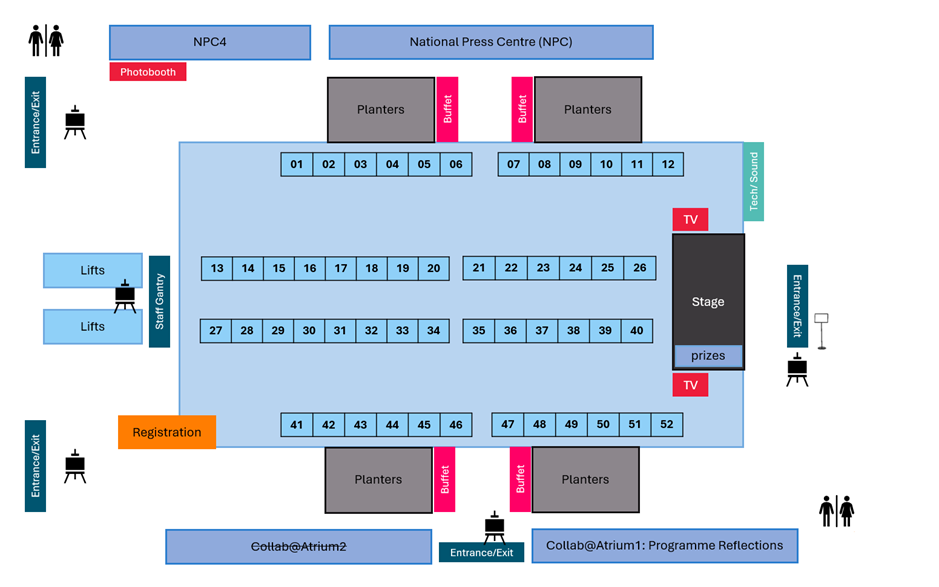 NPC4
National Press Centre (NPC)
Photobooth
Entrance/Exit
Planters
Buffet
Buffet
Planters
01 02 03 04 05 06
07 08 09 10 11 12
Tech/ Sound
TV
Lifts
Staff Gantry
13 14 15 16 17 18 19 20
21 22 23 24 25 26
Stage
Entrance/Exit
Lifts
27 28 29 30 31 32 33 34
35 36 37 38 39 40
prizes
TV
Registration
41 42 43 44 45 46
47 48 49 50 51 52
Entrance/Exit
Planters
Buffet
Buffet
Planters
Collab@Atrium2
Entrance/Exit
Collab@Atrium1: Programme Reflections